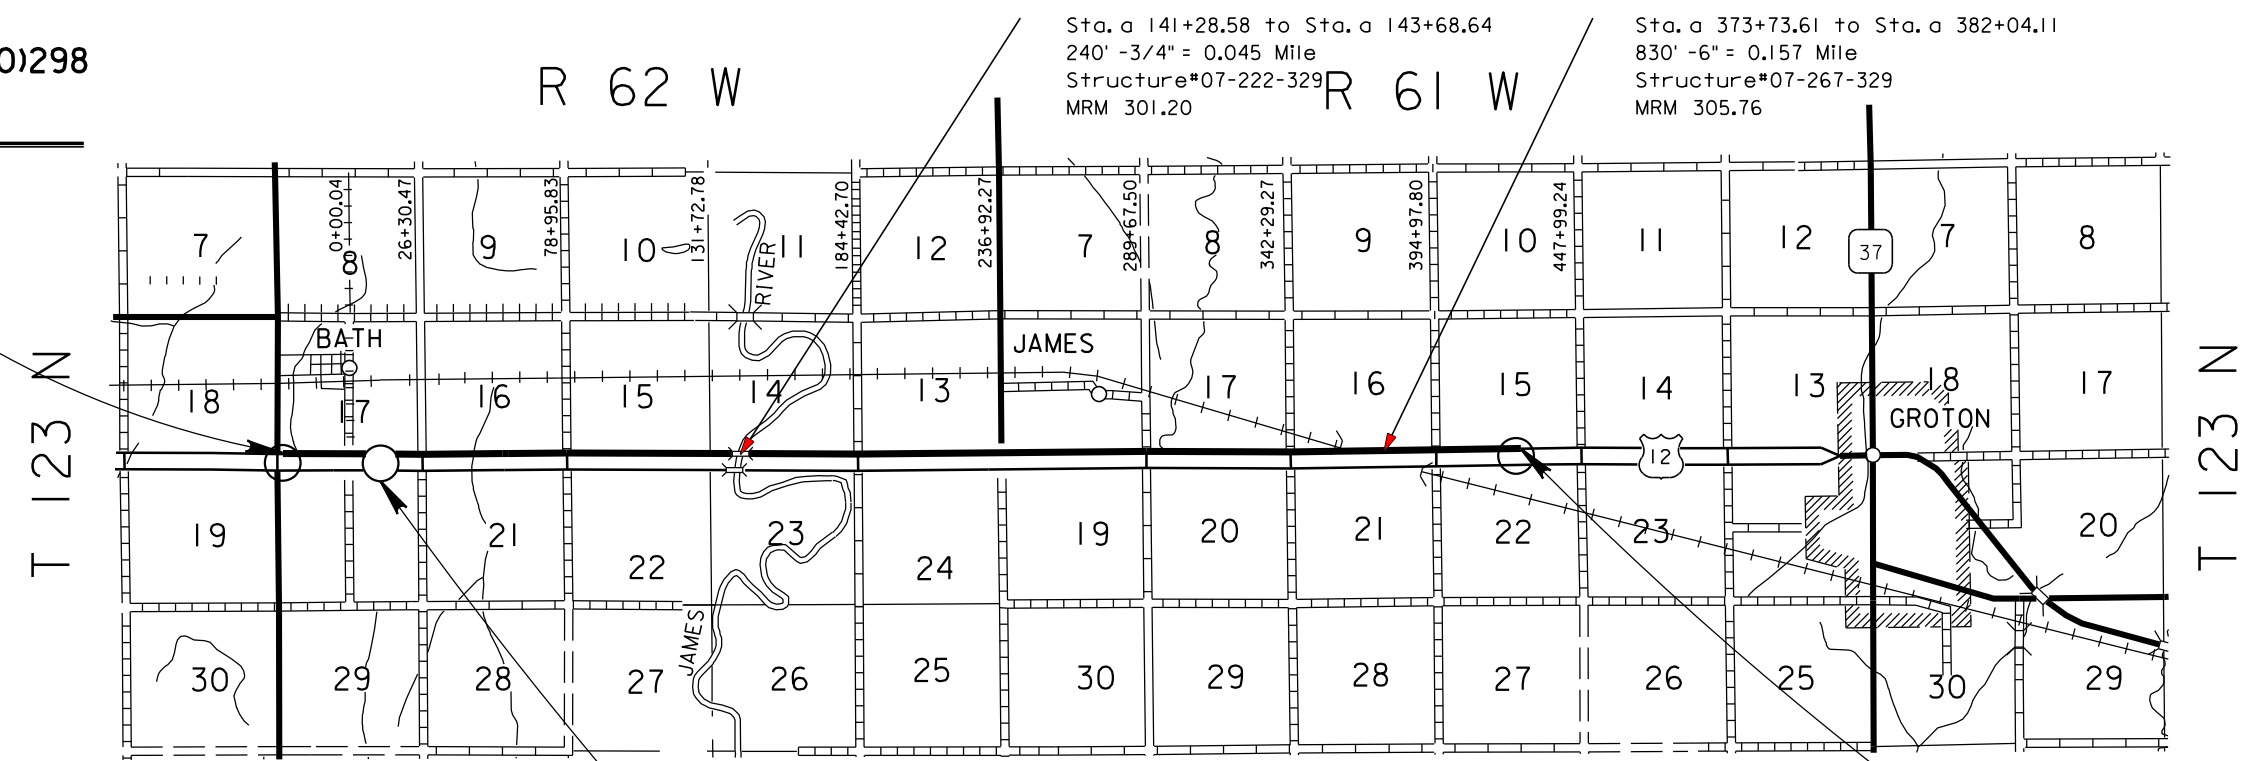 0)298
Sta. a 141+28.58 to Sta. a 143+68.64
240' -3/4" = 0.045 Mile
Structure#07-222-329
MRM 301.20
Sta. a 373+73.61 to Sta. a 382+04.11
830' -6" = 0.157 Mile
Structure#07-267-329
MRM 305.76
R 62 W
R 61 W
0+00.04
26+30.47
78+95.83
131+72.78
184+42.70
236+92.27
289+67.50
342+29.27
394+97.80
447+99.24
7 8 9 10 11 12 7 8 9 10 11 12 7 8
37
RIVER
BATH
JAMES
T 123 N
T 123 N
18 17 16 15 14 13 17 16 15 14 13 18 17
GROTON
12
19 21 22 23 24 19 20 21 22 23 20
JAMES
30 29 28 27 26 25 30 29 28 27 26 25 30 29